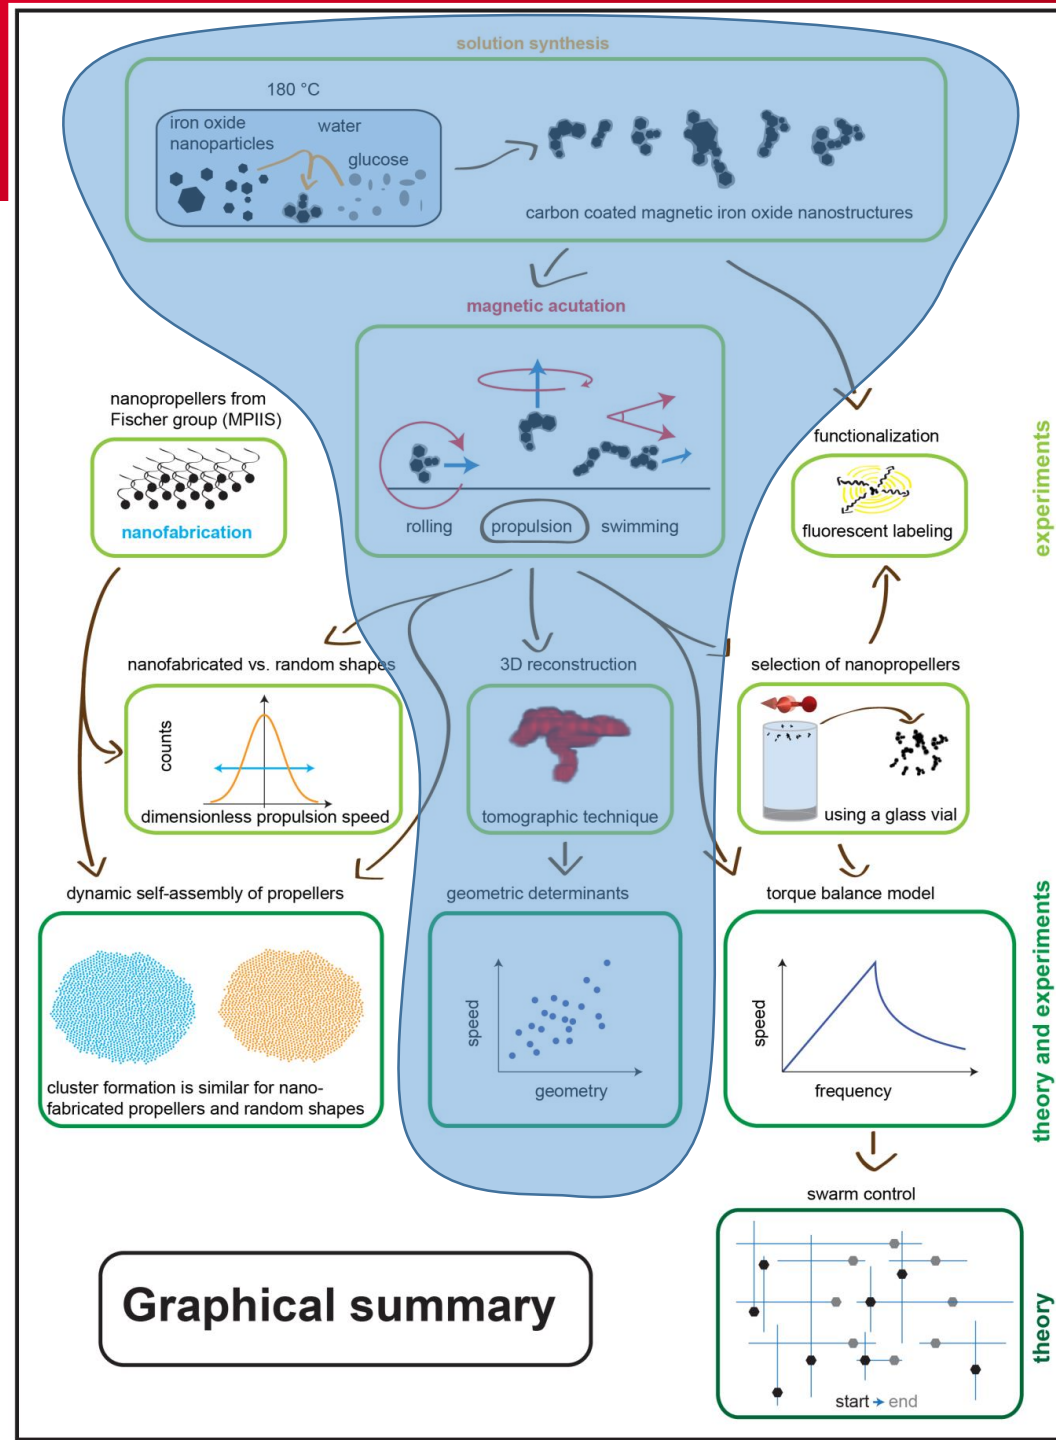 solution synthesis
180 °C
iron oxide
nanoparticles
water
glucose
carbon coated magnetic iron oxide nanostructures
magnetic acutation
rolling
propulsion
swimming
nanopropellers from
Fischer group (MPIIS)
nanofabrication
functionalization
fluorescent labeling
experiments
nanofabricated vs. random shapes
counts
dimensionless propulsion speed
3D reconstruction
tomographic technique
selection of nanopropellers
using a glass vial
dynamic self-assembly of propellers
cluster formation is similar for nano-
fabricated propellers and random shapes
geometric determinants
speed
geometry
torque balance model
speed
frequency
theory and experiments
swarm control
start
end
theory
Graphical summary